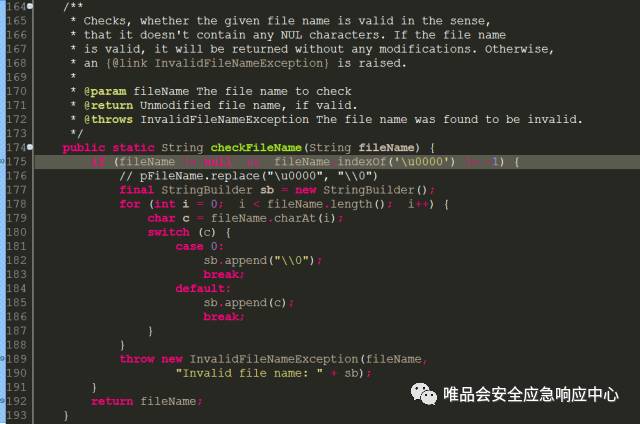 164 /**
165 * Checks, whether the given file name is valid in the sense,
166 * that it doesn't contain any NUL characters. If the file name
167 * is valid, it will be returned without any modifications. Otherwise,
168 * an {@link InvalidFileNameException} is raised.
169 *
170 * @param fileName The file name to check
171 * @return Unmodified file name, if valid.
172 * @throws InvalidFileNameException The file name was found to be invalid.
173 */
174 public static String checkFileName(String fileName) {
175 if (fileName != null && fileName.indexOf('\u0000') != -1) {
176 // pFileName.replace("\u0000", "\\0")
177 final StringBuilder sb = new StringBuilder();
178 for (int i = 0; i < fileName.length(); i++) {
179 char c = fileName.charAt(i);
180 switch (c) {
181 case 0:
182 sb.append("\\0");
183 break;
184 default:
185 sb.append(c);
186 break;
187 }
188 }
189 throw new InvalidFileNameException(fileName,
190 "Invalid file name: " + sb);
191 }
192 return fileName;
193 }
唯品会安全应急响应中心